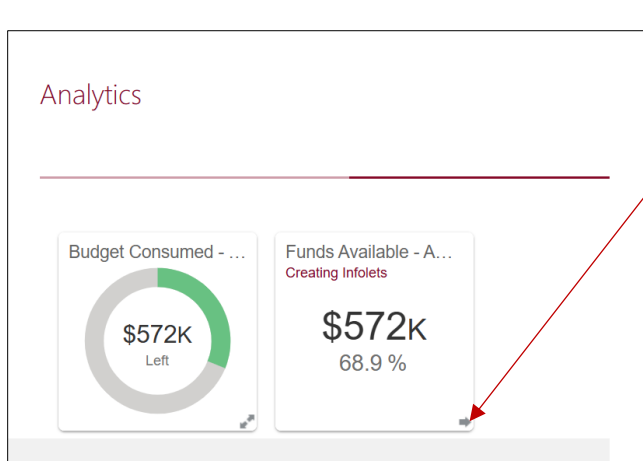 Analytics
Budget Consumed - ...
$572K
Left
Funds Available - A...
Creating Infolets
$572K
68.9 %